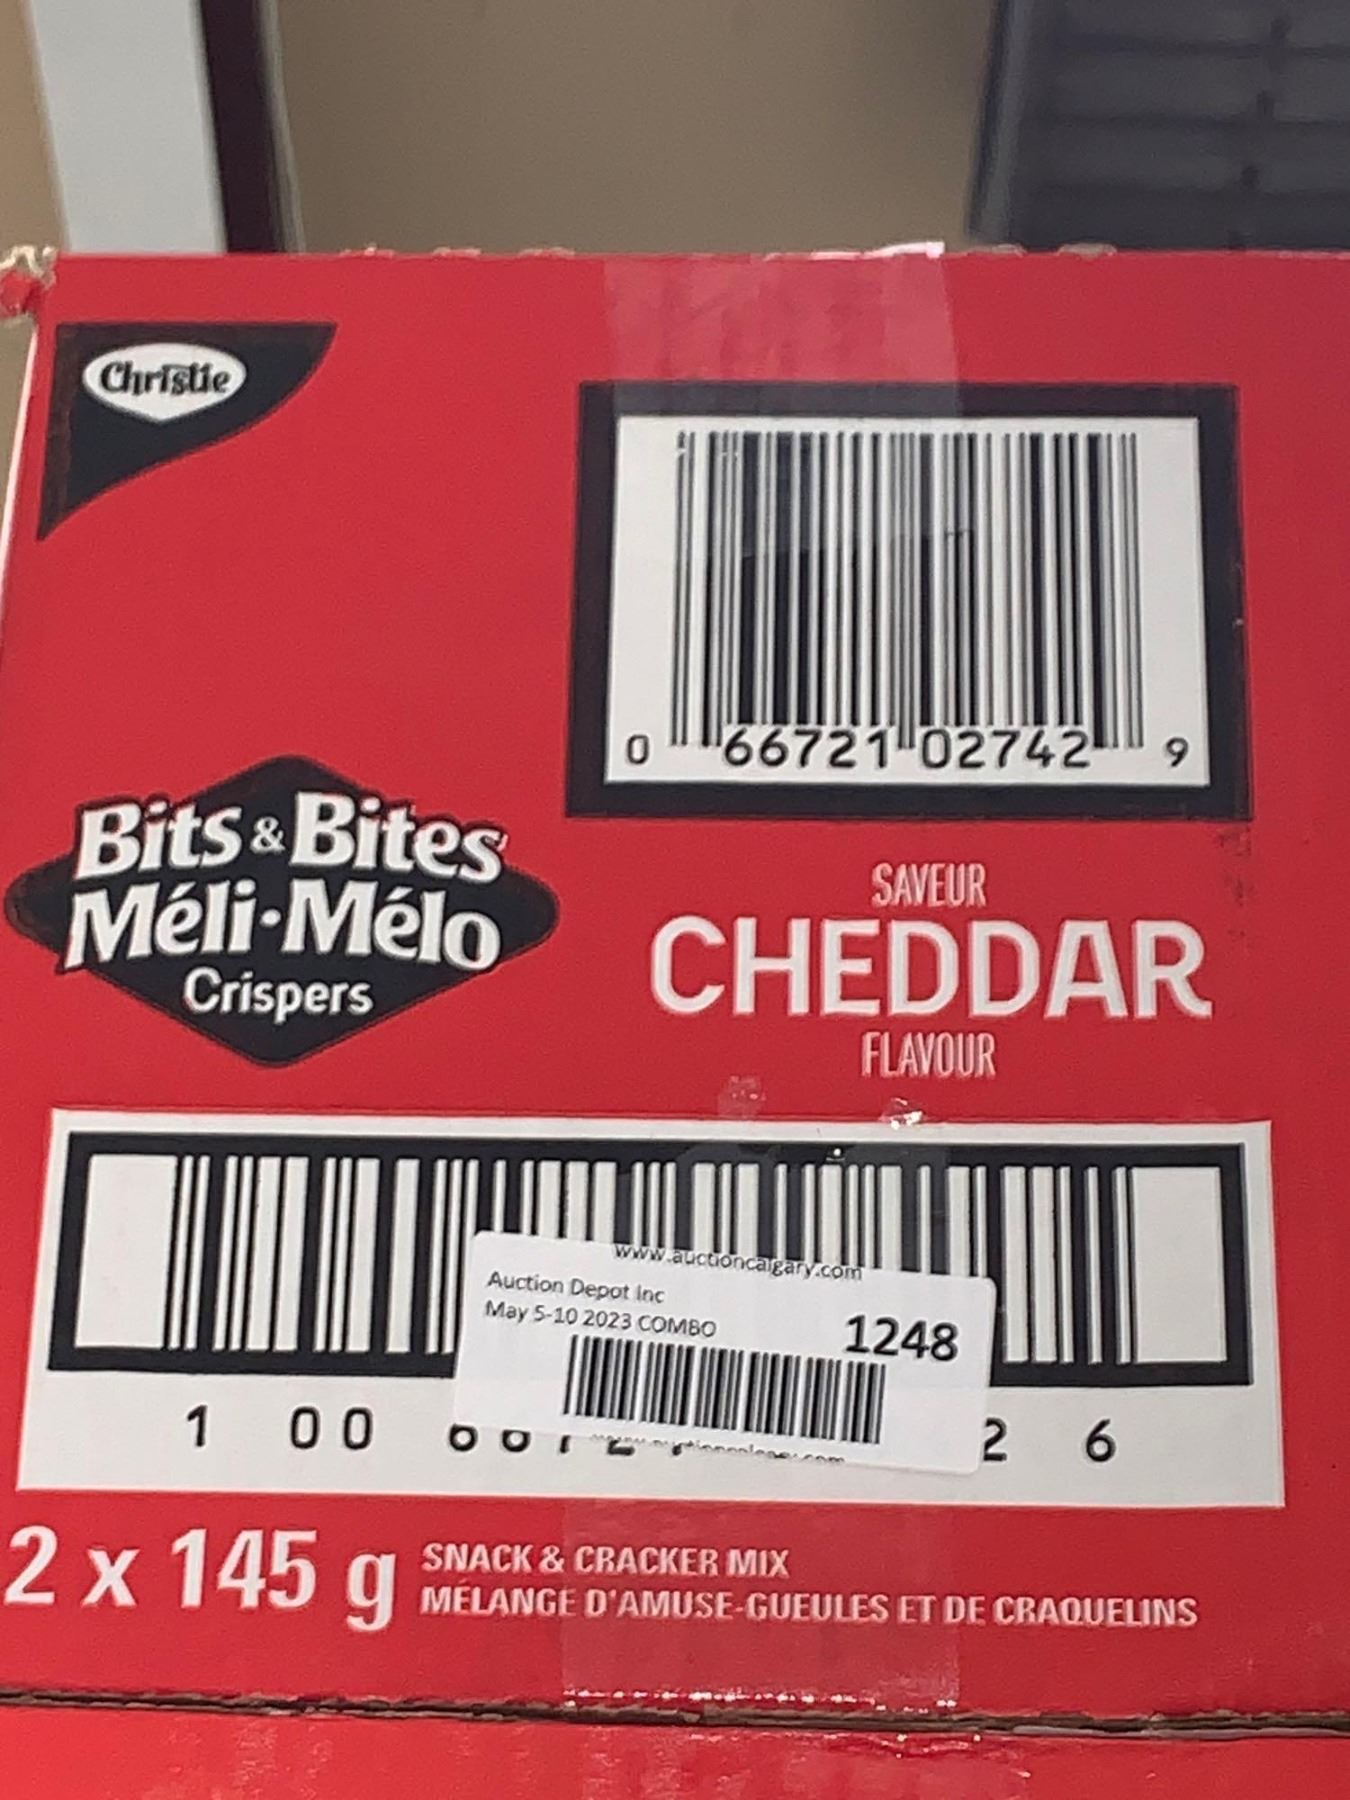 Christie
0 66721 02742 9
Bits & Bites
Méli·Mélo
Crispers
SAVEUR
CHEDDAR
FLAVOUR
www.auctioncalgary.com
Auction Depot Inc
May 5-10 2023 COMBO
1248
1 00 2 6
2 x 145 g
SNACK & CRACKER MIX
MÉLANGE D'AMUSE-GUEULES ET DE CRAQUELINS